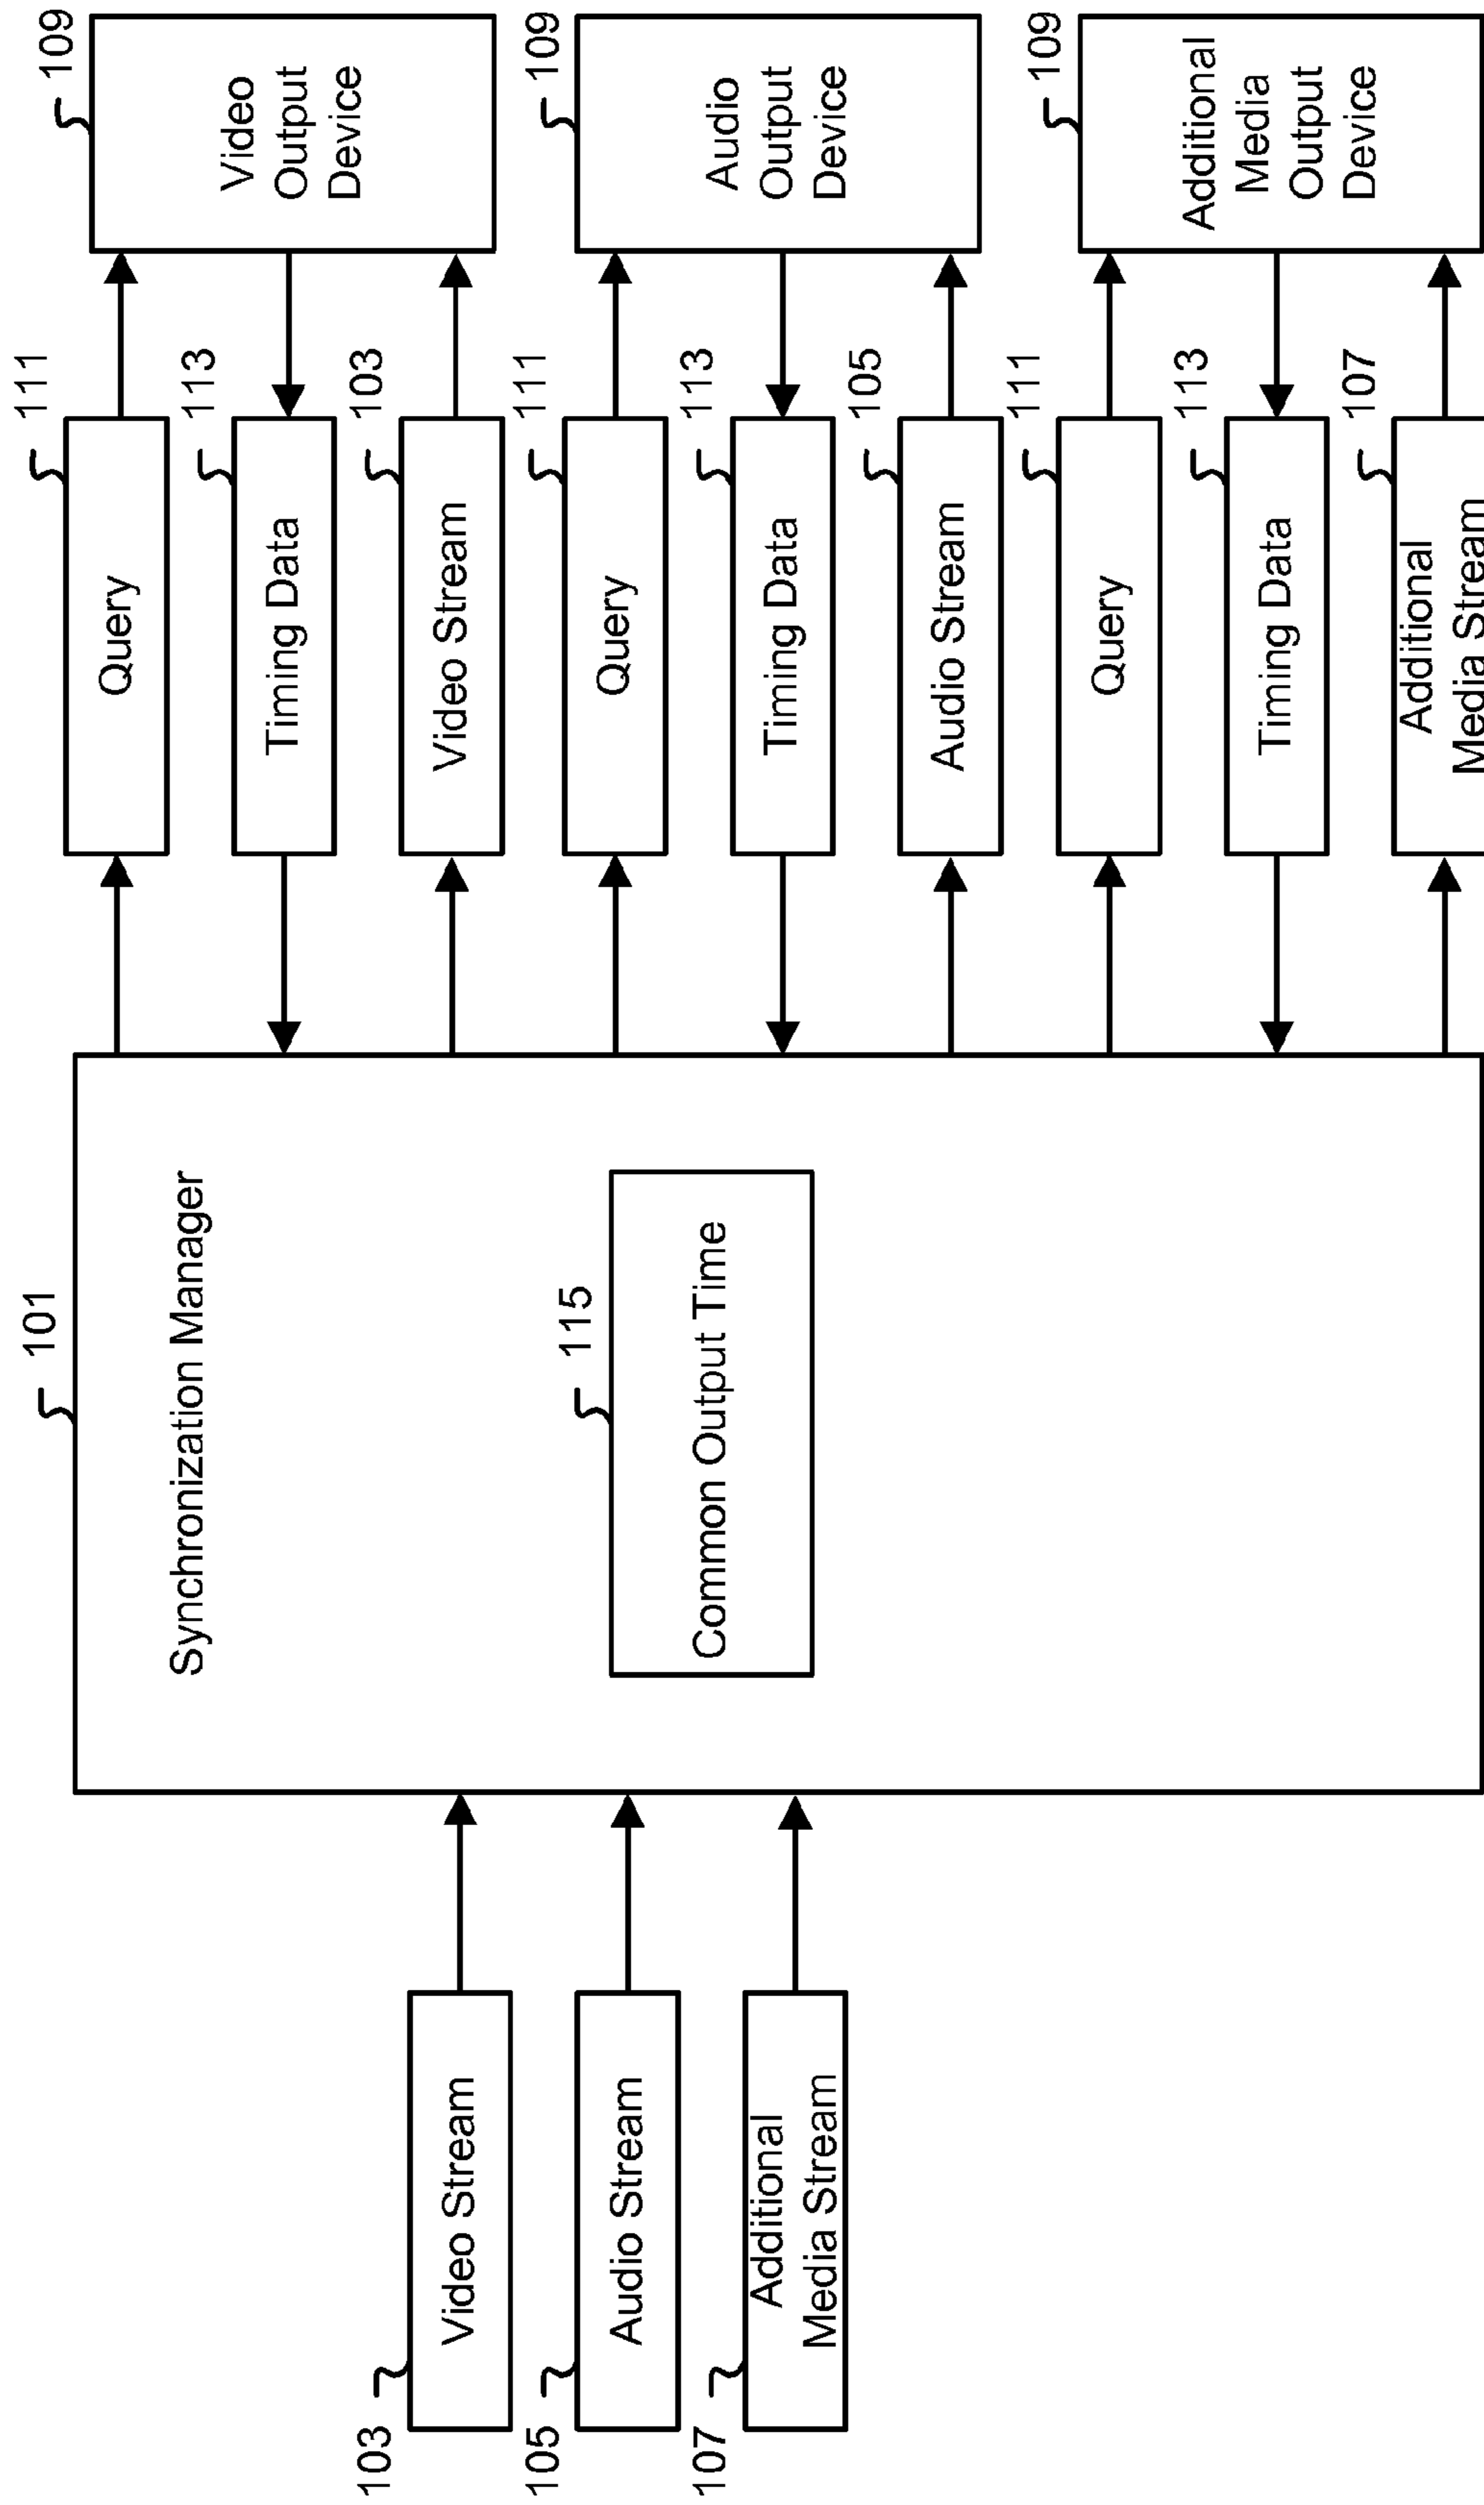 101
Synchronization Manager
115
Common Output Time
103
Video Stream
105
Audio Stream
107
Additional
Media Stream
111
Query
113
Timing Data
103
Video Stream
109
Video
Output
Device
111
Query
113
Timing Data
105
Audio Stream
109
Audio
Output
Device
111
Query
113
Timing Data
107
Additional
Media Stream
109
Additional
Media
Output
Device